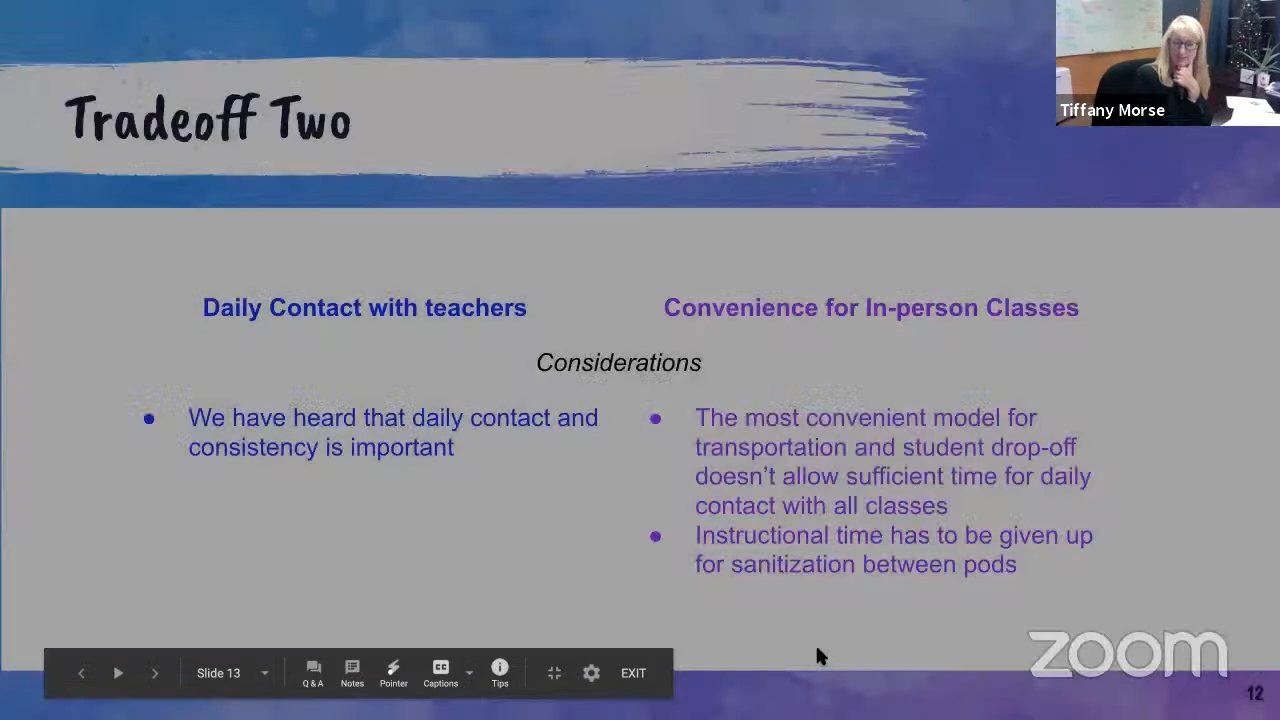 Tradeoff Two
Tiffany Morse
Daily Contact with teachers
Convenience for In-person Classes
Considerations
● We have heard that daily contact and
consistency is important
● The most convenient model for
transportation and student drop-off
doesn't allow sufficient time for daily
contact with all classes
● Instructional time has to be given up
for sanitization between pods
zoom
Slide 13
Q & A
Notes
Pointer
CC
Captions
Tips
EXIT
12